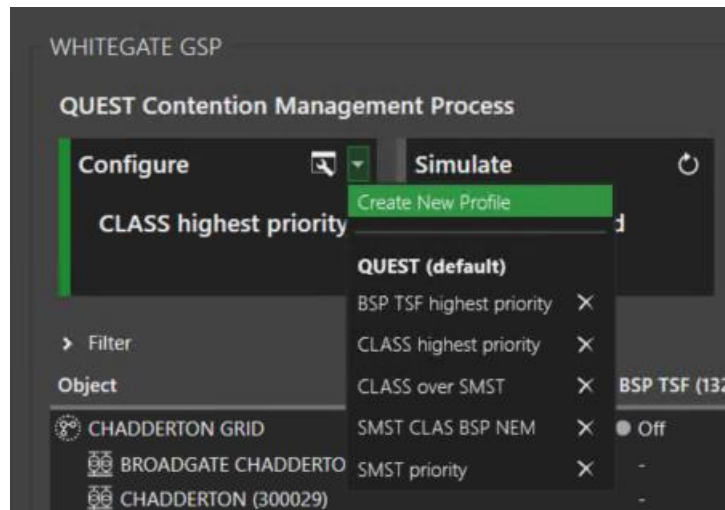 WHITEGATE GSP
QUEST Contention Management Process
Configure
Simulate
CLASS highest priority
Create New Profile
QUEST (default)
BSP TSF highest priority
CLASS highest priority
CLASS over SMST
SMST CLAS BSP NEM
SMST priority
Filter
Object BSP TSF (132
CHADDERTON GRID Off
BROADGATE CHADDERTO -
CHADDERTON (300029) -